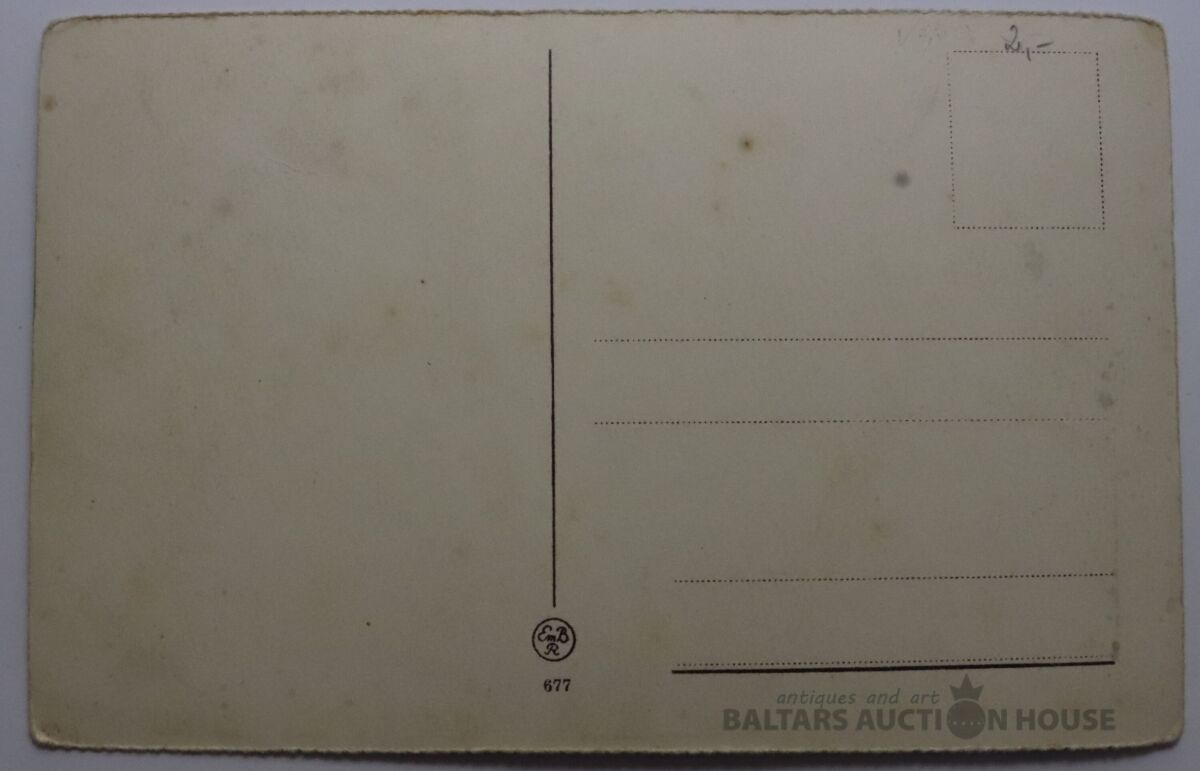 2,-
EmB
R
677
antiques and art
BALTARS AUCTION HOUSE